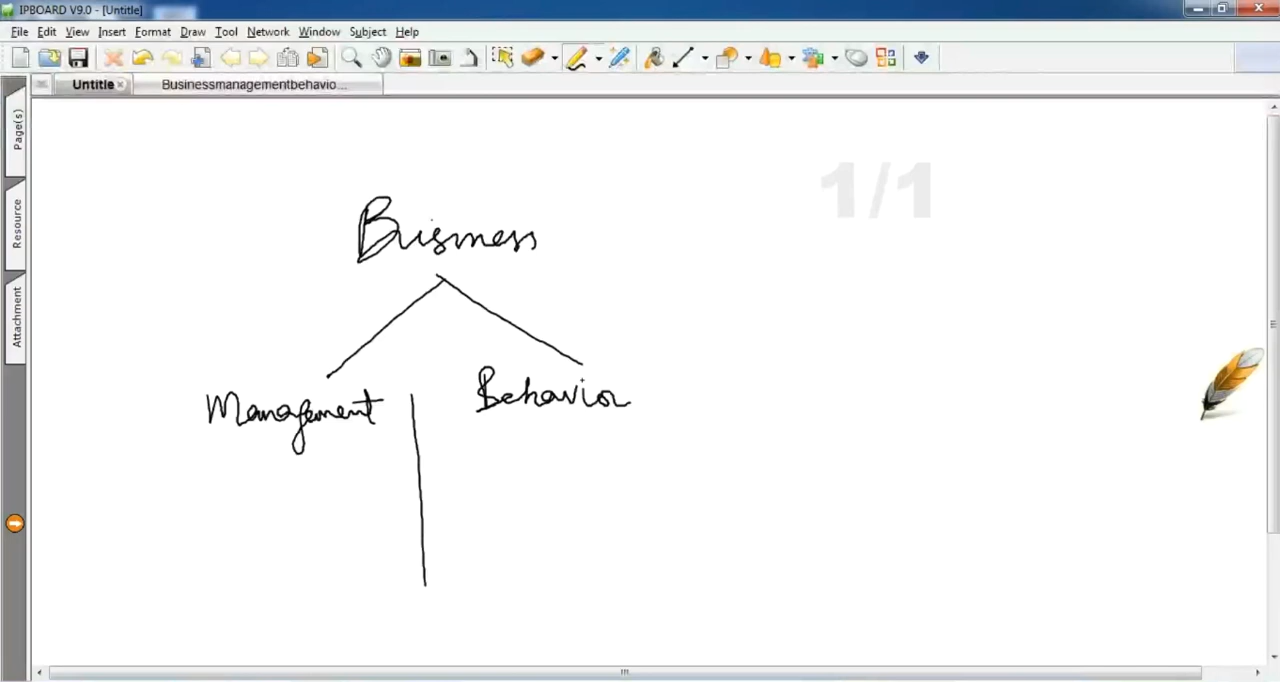 IPBOARD V9.0 - [Untitle]
File Edit View Insert Format Draw Tool Network Window Subject Help
Untitle Businessmanagementbehavio...
Page(s)
Resource
Attachment
1/1
Business
Management Behavior